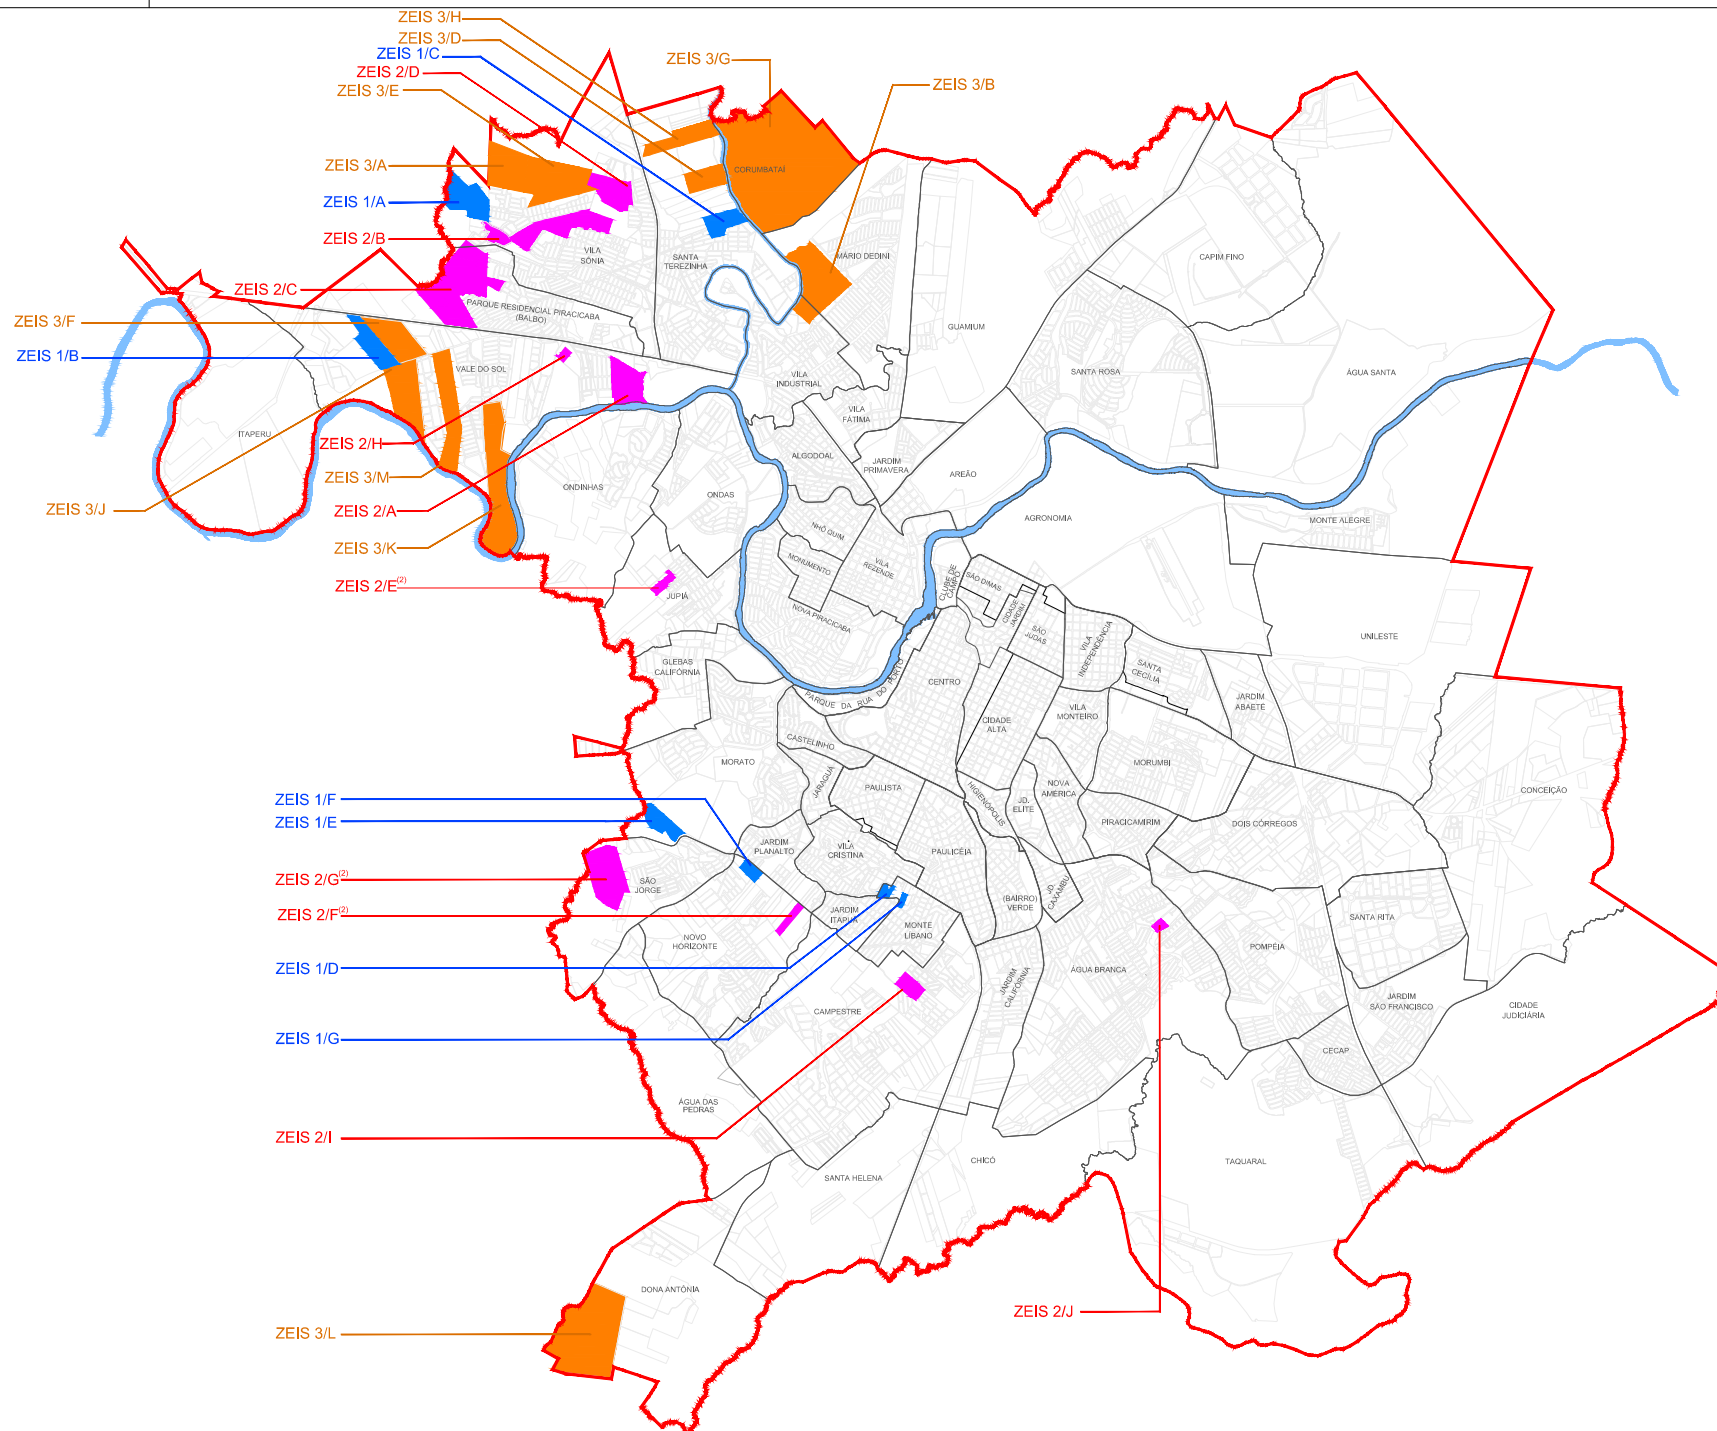 ZEIS 3/H
ZEIS 3/D
ZEIS 1/C
ZEIS 2/D
ZEIS 3/E
ZEIS 3/G
ZEIS 3/B
ZEIS 3/A
ZEIS 1/A
ZEIS 2/B
ZEIS 2/C
ZEIS 3/F
ZEIS 1/B
ZEIS 2/H
ZEIS 3/M
ZEIS 3/J
ZEIS 2/A
ZEIS 3/K
ZEIS 2/E(2)
ZEIS 1/F
ZEIS 1/E
ZEIS 2/G(2)
ZEIS 2/F(2)
ZEIS 1/D
ZEIS 1/G
ZEIS 2/I
ZEIS 3/L
ZEIS 2/J
CORUMBATAÍ
VILA
SÔNIA
SANTA
TEREZINHA
MÁRIO DEDINI
CAPIM FINO
PARQUE RESIDENCIAL PIRACICABA
(BALBO)
GUAMIUM
SANTA ROSA
ÁGUA SANTA
VALE DO SOL
VILA
INDUSTRIAL
VILA
FÁTIMA
ITAPERU
ALGODOAL
JARDIM
PRIMAVERA
AREÃO
ONDINHAS
ONDAS
AGRONOMIA
MONTE ALEGRE
NHÔ QUIM
MONUMENTO
VILA
REZENDE
CLUBE DE
CAMPO
SÃO DIMAS
CIDADE
JARDIM
SÃO
JUDAS
VILA
INDEPENDÊNCIA
UNILESTE
JUPIÁ
NOVA PIRACICABA
SANTA
CECÍLIA
GLEBAS
CALIFÓRNIA
PARQUE DA RUA DO PORTO
CENTRO
JARDIM
ABAETÉ
CIDADE
ALTA
VILA
MONTEIRO
CASTELINHO
MORATO
MORUMBI
JARAGUÁ
PAULISTA
HIGIENÓPOLIS
JD.
ELITE
NOVA
AMÉRICA
CONCEIÇÃO
PIRACICAMIRIM
DOIS CÓRREGOS
JARDIM
PLANALTO
VILA
CRISTINA
PAULICÉIA
SÃO
JORGE
JD.
CAXAMBU
(BAIRRO)
VERDE
JARDIM
ITAPUÃ
MONTE
LÍBANO
SANTA RITA
NOVO
HORIZONTE
POMPÉIA
ÁGUA BRANCA
JARDIM
CALIFÓRNIA
CAMPESTRE
JARDIM
SÃO FRANCISCO
CIDADE
JUDICIÁRIA
CECAP
ÁGUA DAS
PEDRAS
SANTA HELENA
CHICÓ
TAQUARAL
DONA ANTÔNIA